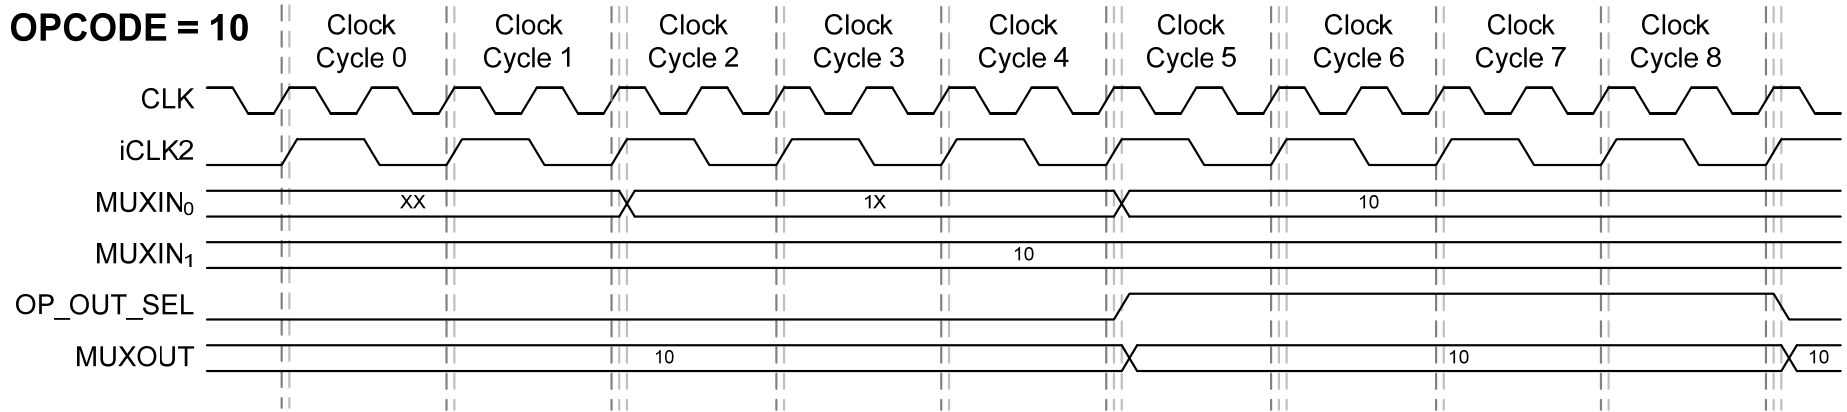 OPCODE = 10
Clock Cycle 0
Clock Cycle 1
Clock Cycle 2
Clock Cycle 3
Clock Cycle 4
Clock Cycle 5
Clock Cycle 6
Clock Cycle 7
Clock Cycle 8
CLK
iCLK2
MUXIN₀ XX 1X 10
MUXIN₁ 10
OP_OUT_SEL
MUXOUT 10 10 10